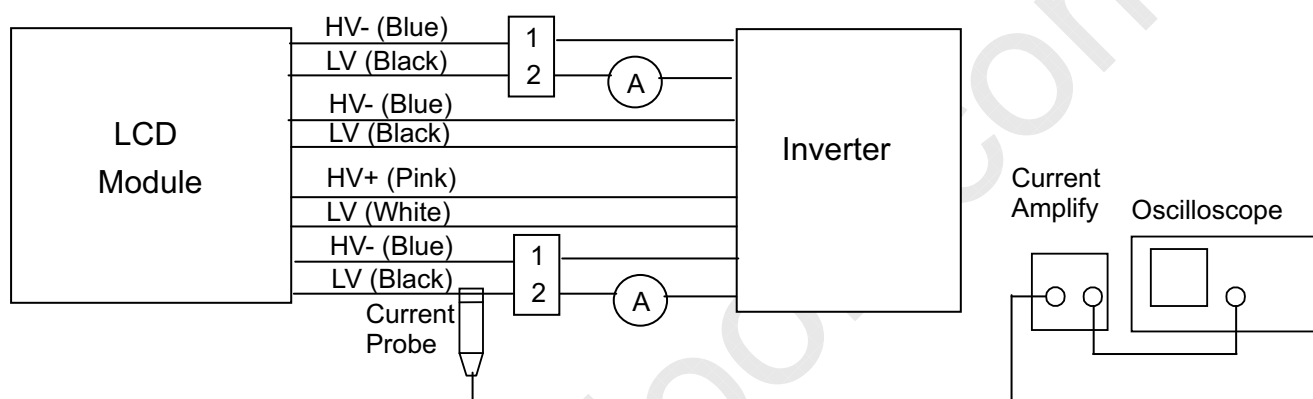 HV- (Blue)
1
LV (Black)
2
A
HV- (Blue)
LV (Black)
LCD
Module
Inverter
HV+ (Pink)
LV (White)
HV- (Blue)
1
LV (Black)
2
A
Current
Probe
Current
Amplify
Oscilloscope